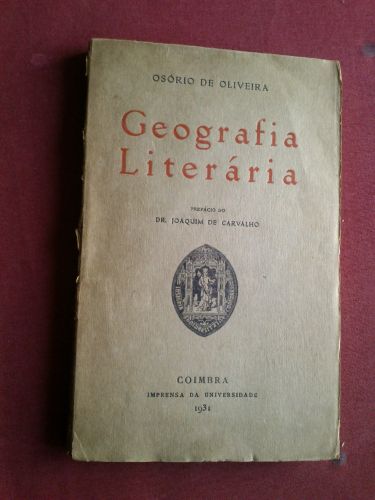 OSÓRIO DE OLIVEIRA
Geografia
Literária
PREFÁCIO DO
DR. JOAQUIM DE CARVALHO
COIMBRA
IMPRENSA DA UNIVERSIDADE
1931